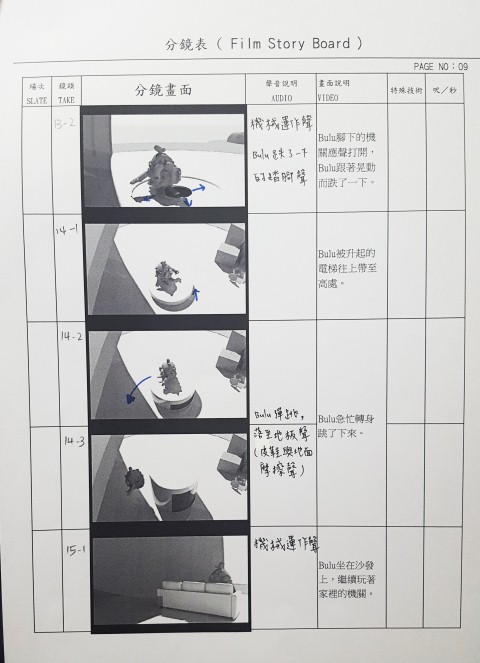 分鏡表 ( Film Story Board )
PAGE NO：09
場次 鏡頭 分鏡畫面 聲音說明 畫面說明 特殊技術 呎／秒
SLATE TAKE AUDIO VIDEO
13-2
機械運作聲
Bulu跌了一下
的踏腳聲
Bulu腳下的機
關應聲打開，
Bulu跟著晃動
而跌了一下。
14-1
Bulu被升起的
電梯往上帶至
高處。
14-2
Bulu彈跳，
Bulu急忙轉身
跳了下來。
14-3
落至地板聲
(皮鞋與地面
摩擦聲)
15-1
機械運作聲
Bulu坐在沙發
上，繼續玩著
家裡的機關。